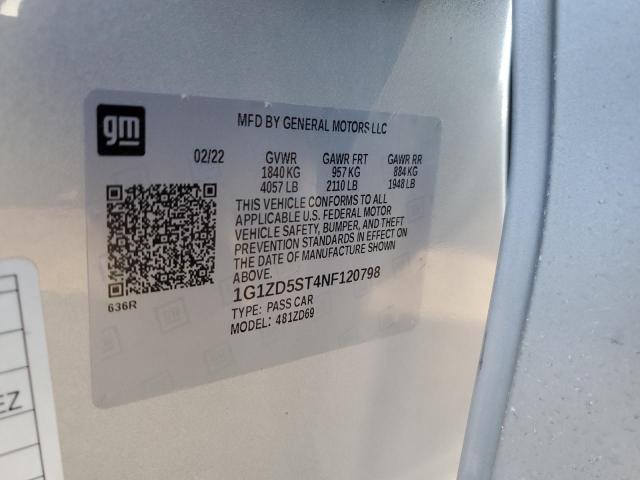 gm
MFD BY GENERAL MOTORS LLC
02/22 GVWR GAWR FRT GAWR RR
1840 KG 957 KG 884 KG
4057 LB 2110 LB 1948 LB
THIS VEHICLE CONFORMS TO ALL
APPLICABLE U.S. FEDERAL MOTOR
VEHICLE SAFETY, BUMPER, AND THEFT
PREVENTION STANDARDS IN EFFECT ON
THE DATE OF MANUFACTURE SHOWN
ABOVE.
1G1ZD5ST4NF120798
TYPE: PASS CAR
MODEL: 481ZD69
636R
EZ